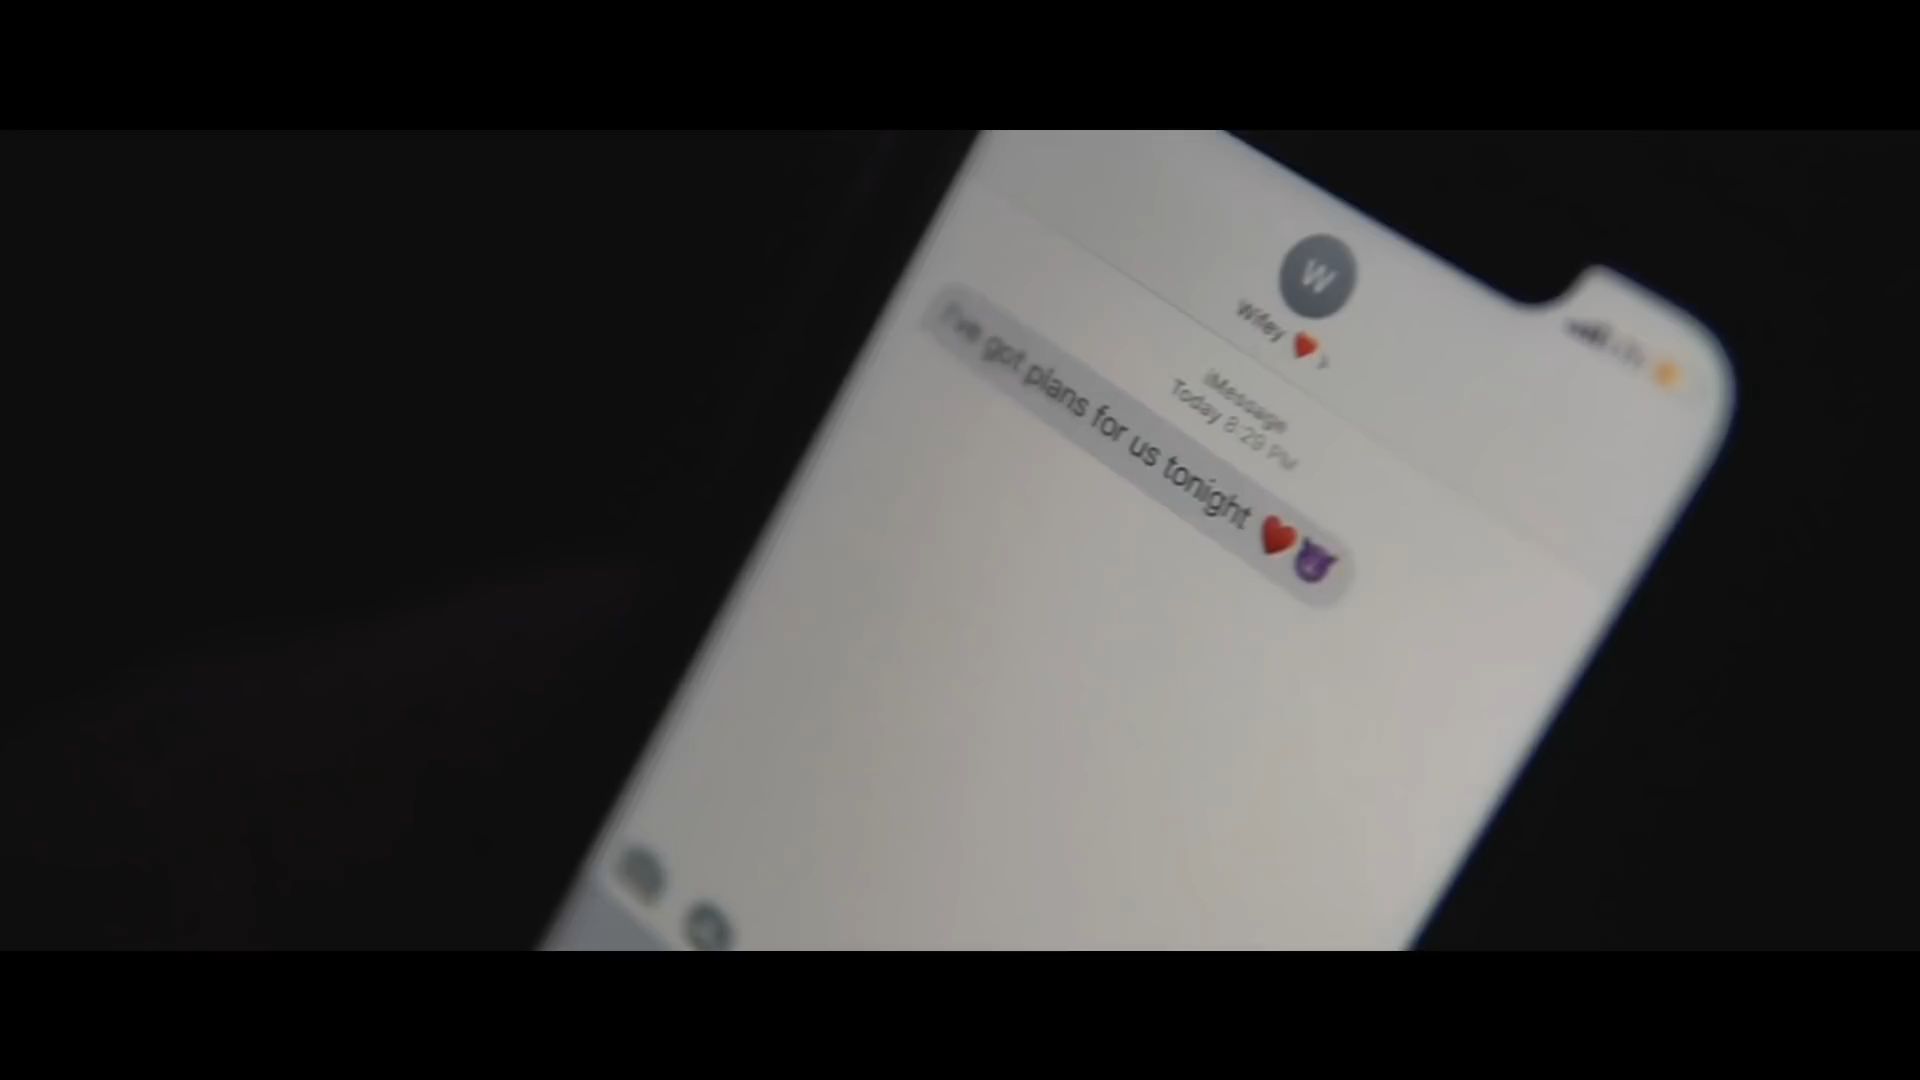 W
Wifey ❤️ >
iMessage
Today 8:29 PM
I've got plans for us tonight ❤️😈